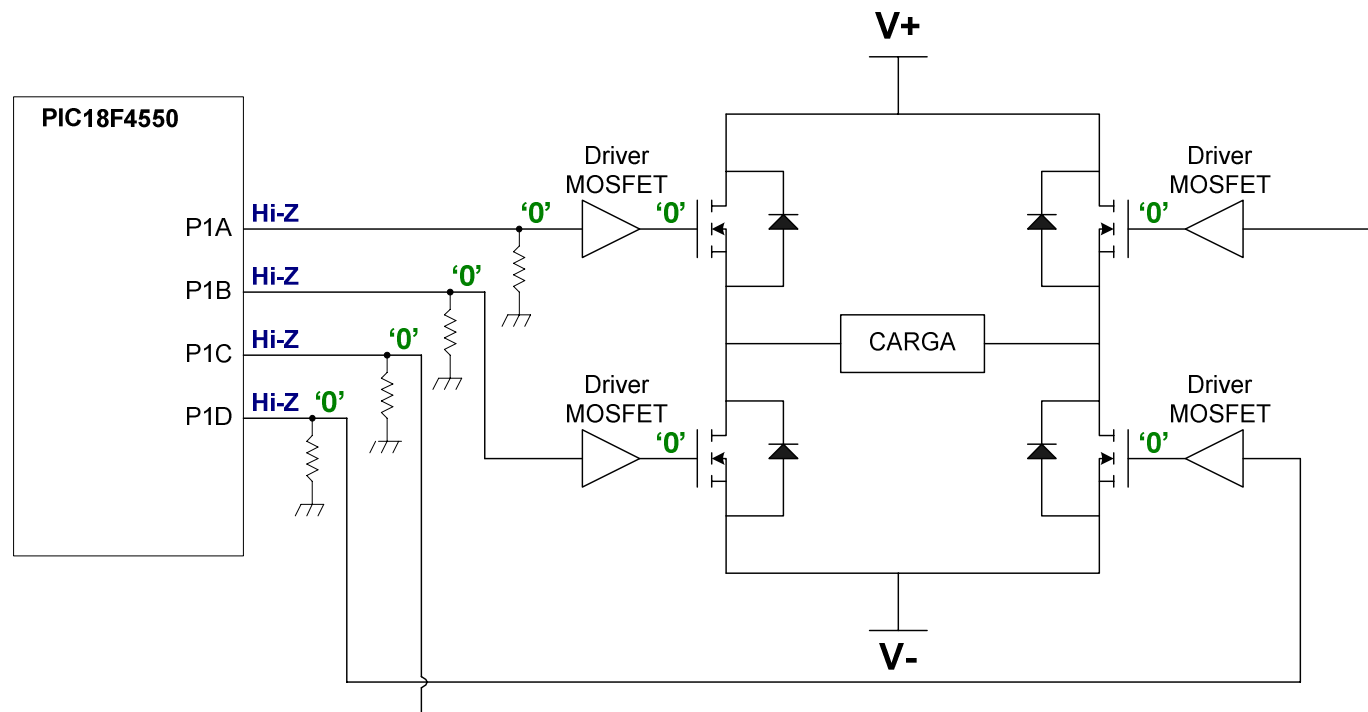 V+
PIC18F4550
Driver
MOSFET
Driver
MOSFET
P1A
Hi-Z
‘0’
‘0’
‘0’
P1B
Hi-Z
‘0’
P1C
Hi-Z
‘0’
CARGA
P1D
Hi-Z
‘0’
Driver
MOSFET
Driver
MOSFET
‘0’
‘0’
V-